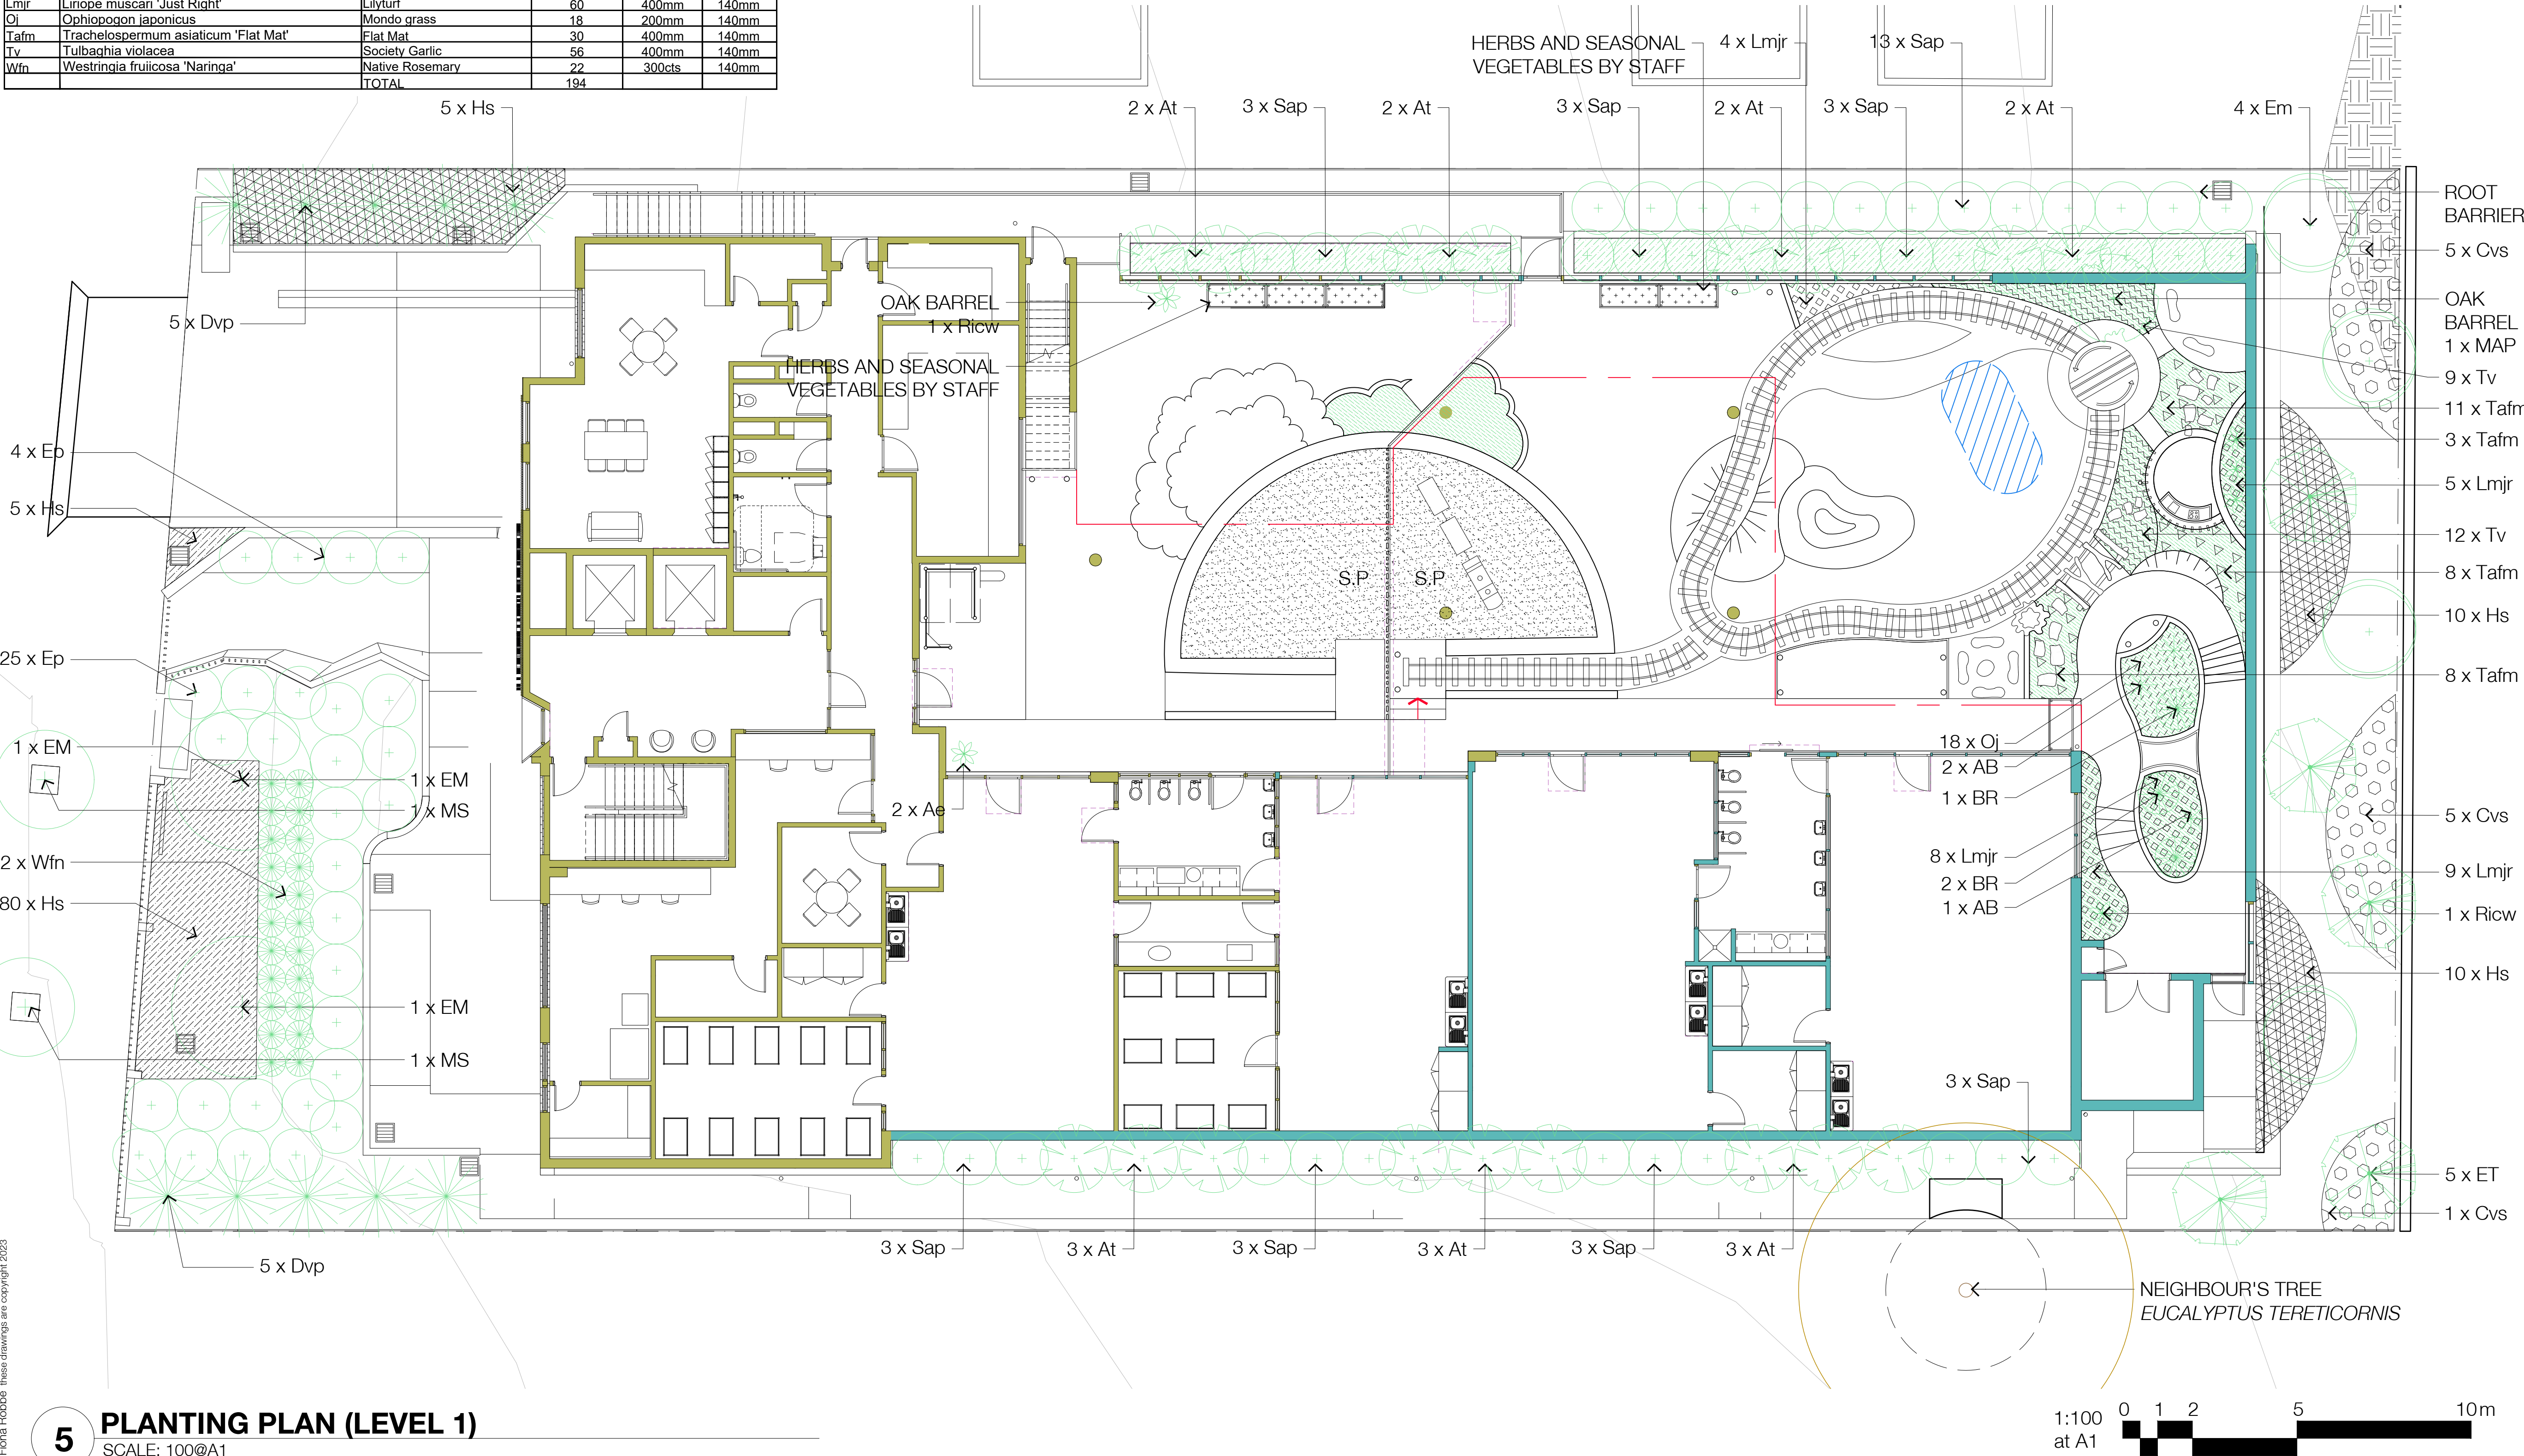 Lmjr Liriope muscari 'Just Right' Lilyturf 60 400mm 140mm
Oj Ophiopogon japonicus Mondo grass 18 200mm 140mm
Tafm Trachelospermum asiaticum 'Flat Mat' Flat Mat 30 400mm 140mm
Tv Tulbaghia violacea Society Garlic 56 400mm 140mm
Wfn Westringia fruiicosa 'Naringa' Native Rosemary 22 300cts 140mm
TOTAL 194
HERBS AND SEASONAL
VEGETABLES BY STAFF
4 x Lmjr
13 x Sap
5 x Hs
2 x At
3 x Sap
2 x At
3 x Sap
2 x At
3 x Sap
2 x At
4 x Em
ROOT
BARRIER
5 x Cvs
OAK
BARREL
1 x MAP
9 x Tv
11 x Tafm
3 x Tafm
5 x Lmjr
12 x Tv
8 x Tafm
10 x Hs
8 x Tafm
5 x Cvs
9 x Lmjr
1 x Ricw
10 x Hs
5 x ET
1 x Cvs
OAK BARREL
1 x Ricw
HERBS AND SEASONAL
VEGETABLES BY STAFF
5 x Dvp
4 x Ep
5 x Hs
25 x Ep
1 x EM
1 x EM
1 x MS
2 x Wfn
80 x Hs
1 x EM
1 x MS
S.P
S.P
2 x Ae
18 x Oj
2 x AB
1 x BR
8 x Lmjr
2 x BR
1 x AB
3 x Sap
5 x Dvp
3 x Sap
3 x At
3 x Sap
3 x At
3 x Sap
3 x At
NEIGHBOUR'S TREE
EUCALYPTUS TERETICORNIS
Fiona Robbe these drawings are copyright 2023
5
PLANTING PLAN (LEVEL 1)
SCALE: 100@A1
1:100
at A1
0 1 2 5 10m